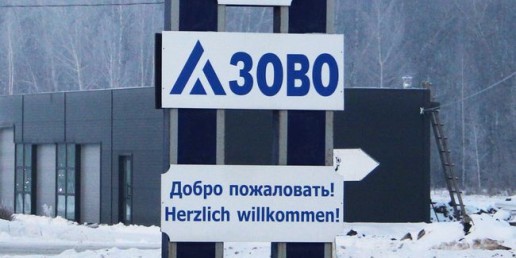 АЗОВО
Добро пожаловать!
Herzlich willkommen!